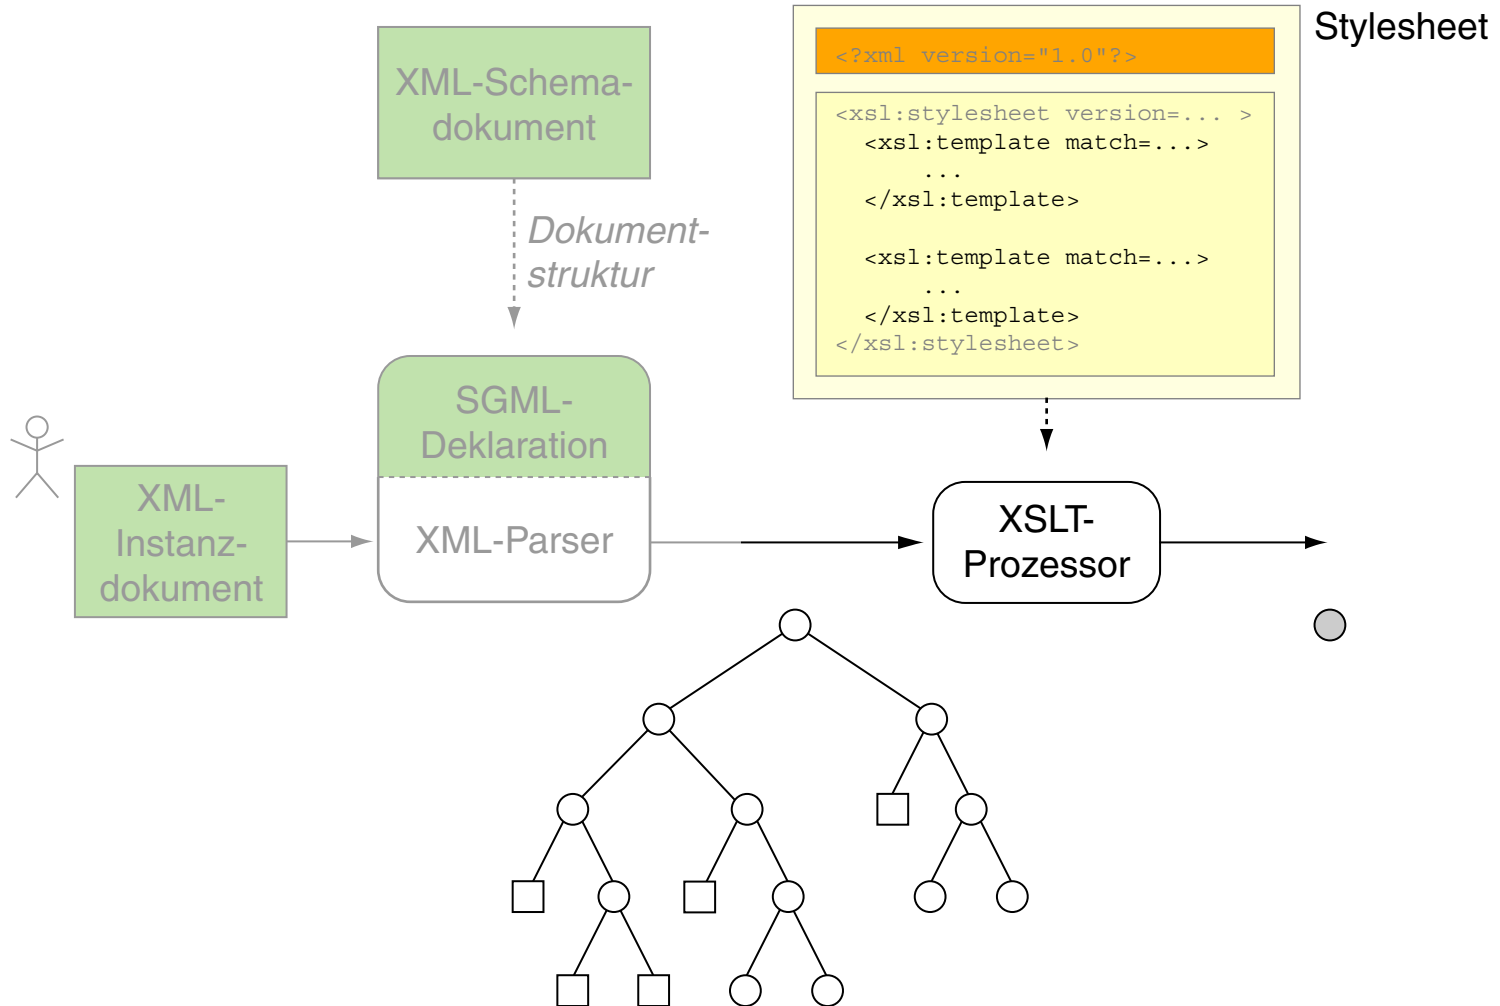 Stylesheet
<?xml version="1.0"?>
<xsl:stylesheet version=... >
<xsl:template match=...>
...
</xsl:template>
<xsl:template match=...>
...
</xsl:template>
</xsl:stylesheet>
XML-Schema-
dokument
Dokument-
struktur
SGML-
Deklaration
XML-Parser
XML-
Instanz-
dokument
XSLT-
Prozessor